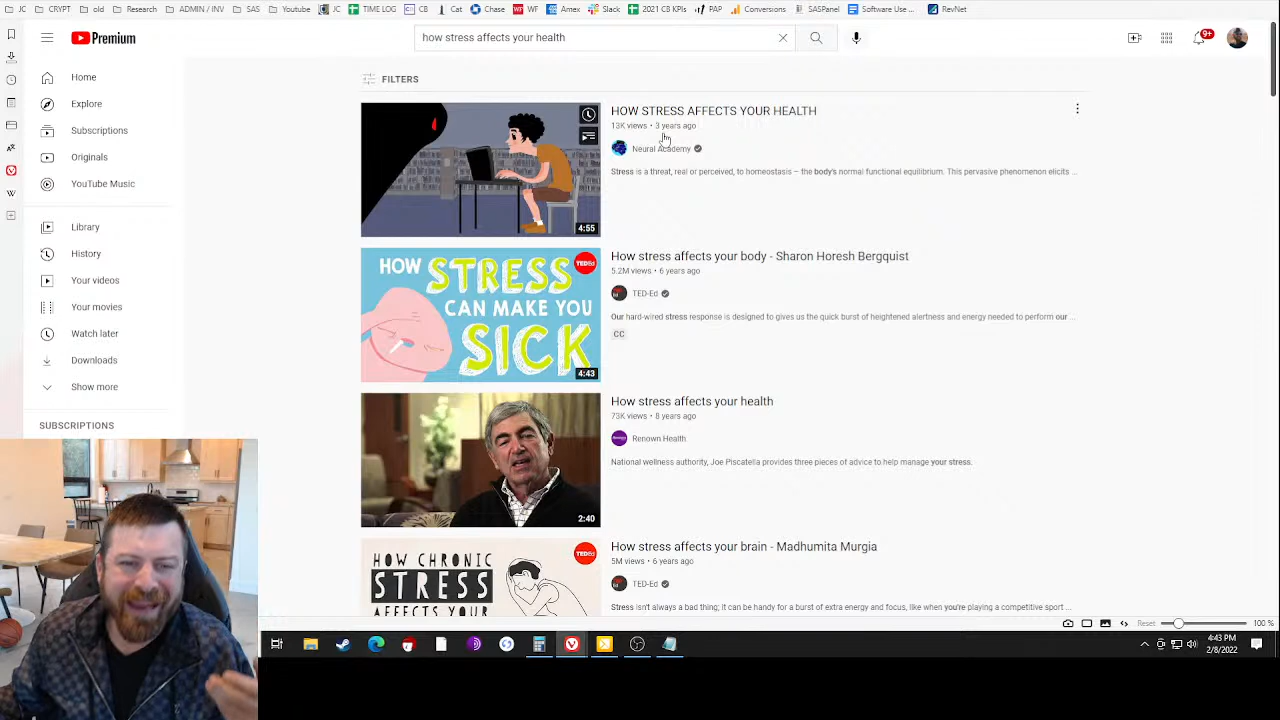 JC CRYPT old Research ADMIN / INV SAS Youtube JC TIME LOG CB Cat Chase WF Amex Slack 2021 CB KPIs PAP Conversions SASPanel Software Use ... RevNet
Premium
how stress affects your health
9+
Home
Explore
Subscriptions
Originals
YouTube Music
Library
History
Your videos
Your movies
Watch later
Downloads
Show more
SUBSCRIPTIONS
FILTERS
4:55
HOW STRESS AFFECTS YOUR HEALTH
13K views • 3 years ago
Neural Academy
Stress is a threat, real or perceived, to homeostasis – the body's normal functional equilibrium. This pervasive phenomenon elicits ...
HOW STRESS
CAN MAKE YOU
SICK
TEDEd
4:43
How stress affects your body - Sharon Horesh Bergquist
5.2M views • 6 years ago
TED-Ed
Our hard-wired stress response is designed to gives us the quick burst of heightened alertness and energy needed to perform our ...
CC
2:40
How stress affects your health
73K views • 8 years ago
Renown Health
National wellness authority, Joe Piscatella provides three pieces of advice to help manage your stress.
HOW CHRONIC
STRESS
AFFECTS YOUR
TEDEd
How stress affects your brain - Madhumita Murgia
5M views • 6 years ago
TED-Ed
Stress isn't always a bad thing; it can be handy for a burst of extra energy and focus, like when you're playing a competitive sport ...
Reset 100 %
4:43 PM
2/8/2022